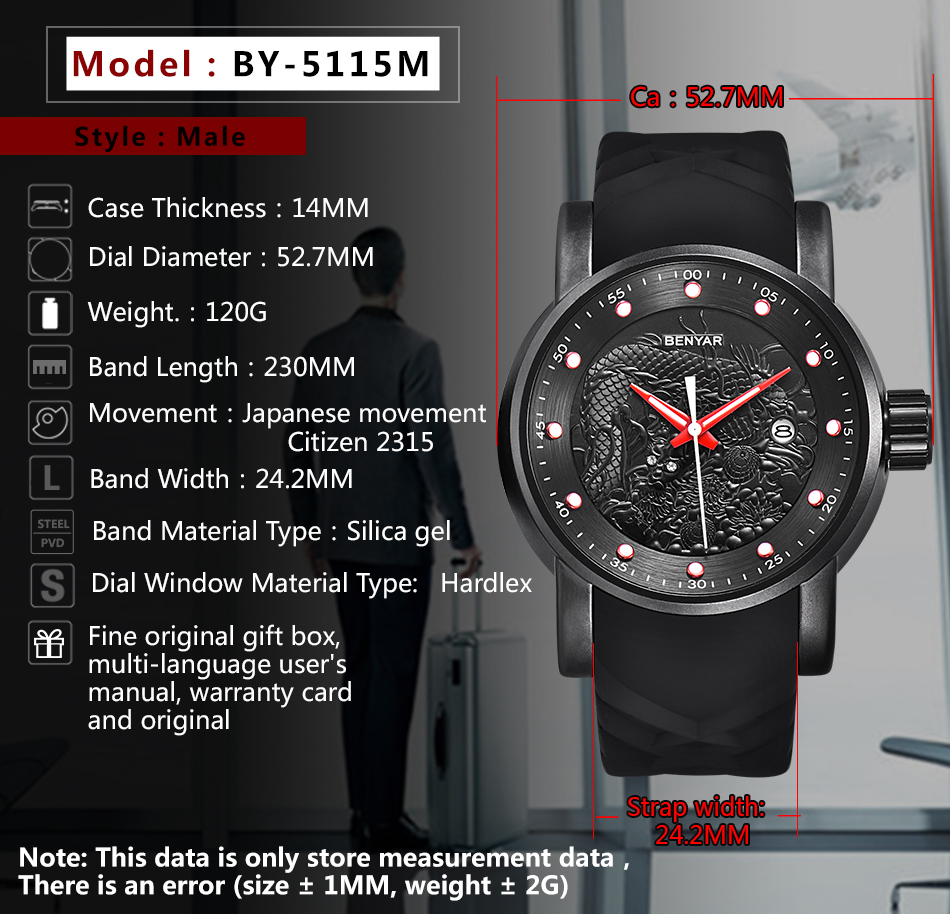 Model : BY-5115M
Style : Male
Case Thickness : 14MM
Dial Diameter : 52.7MM
Weight. : 120G
Band Length : 230MM
Movement : Japanese movement
Citizen 2315
L
Band Width : 24.2MM
STEEL
PVD
Band Material Type : Silica gel
S
Dial Window Material Type: Hardlex
Fine original gift box,
multi-language user's
manual, warranty card
and original
Ca : 52.7MM
00
05
10
15
20
25
30
35
40
45
50
55
BENYAR
8
Strap width:
24.2MM
Note: This data is only store measurement data ,
There is an error (size ± 1MM, weight ± 2G)